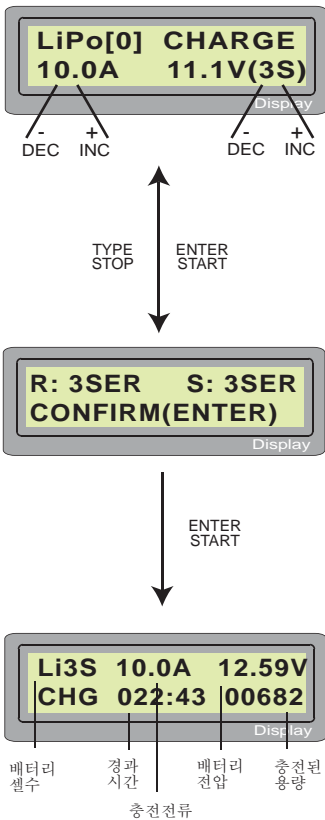 LiPo[0] CHARGE
10.0A 11.1V(3S)
Display
- + - +
DEC INC DEC INC
TYPE ENTER
STOP START
R: 3SER S: 3SER
CONFIRM(ENTER)
Display
ENTER
START
Li3S 10.0A 12.59V
CHG 022:43 00682
Display
배터리 경과 배터리 충전된
셀수 시간 전압 용량
충전전류